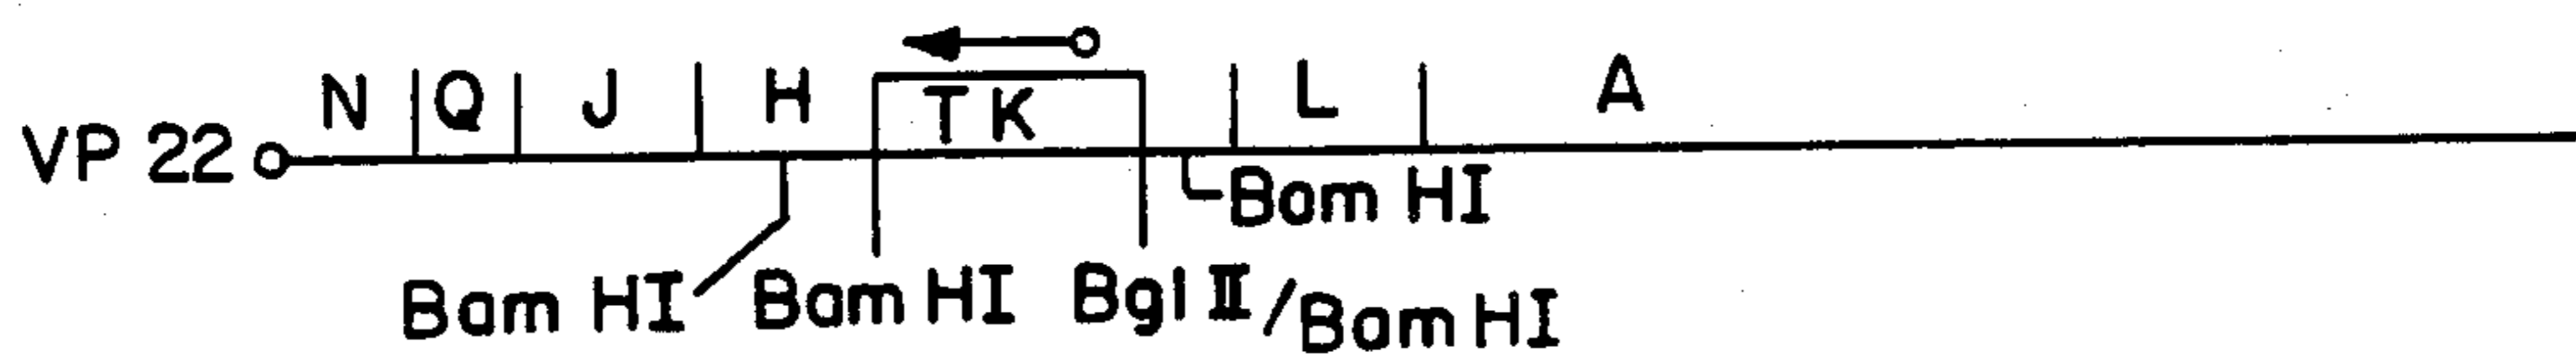 N Q J H TK L A
VP 22
Bam HI
Bam HI Bam HI Bgl II/Bam HI